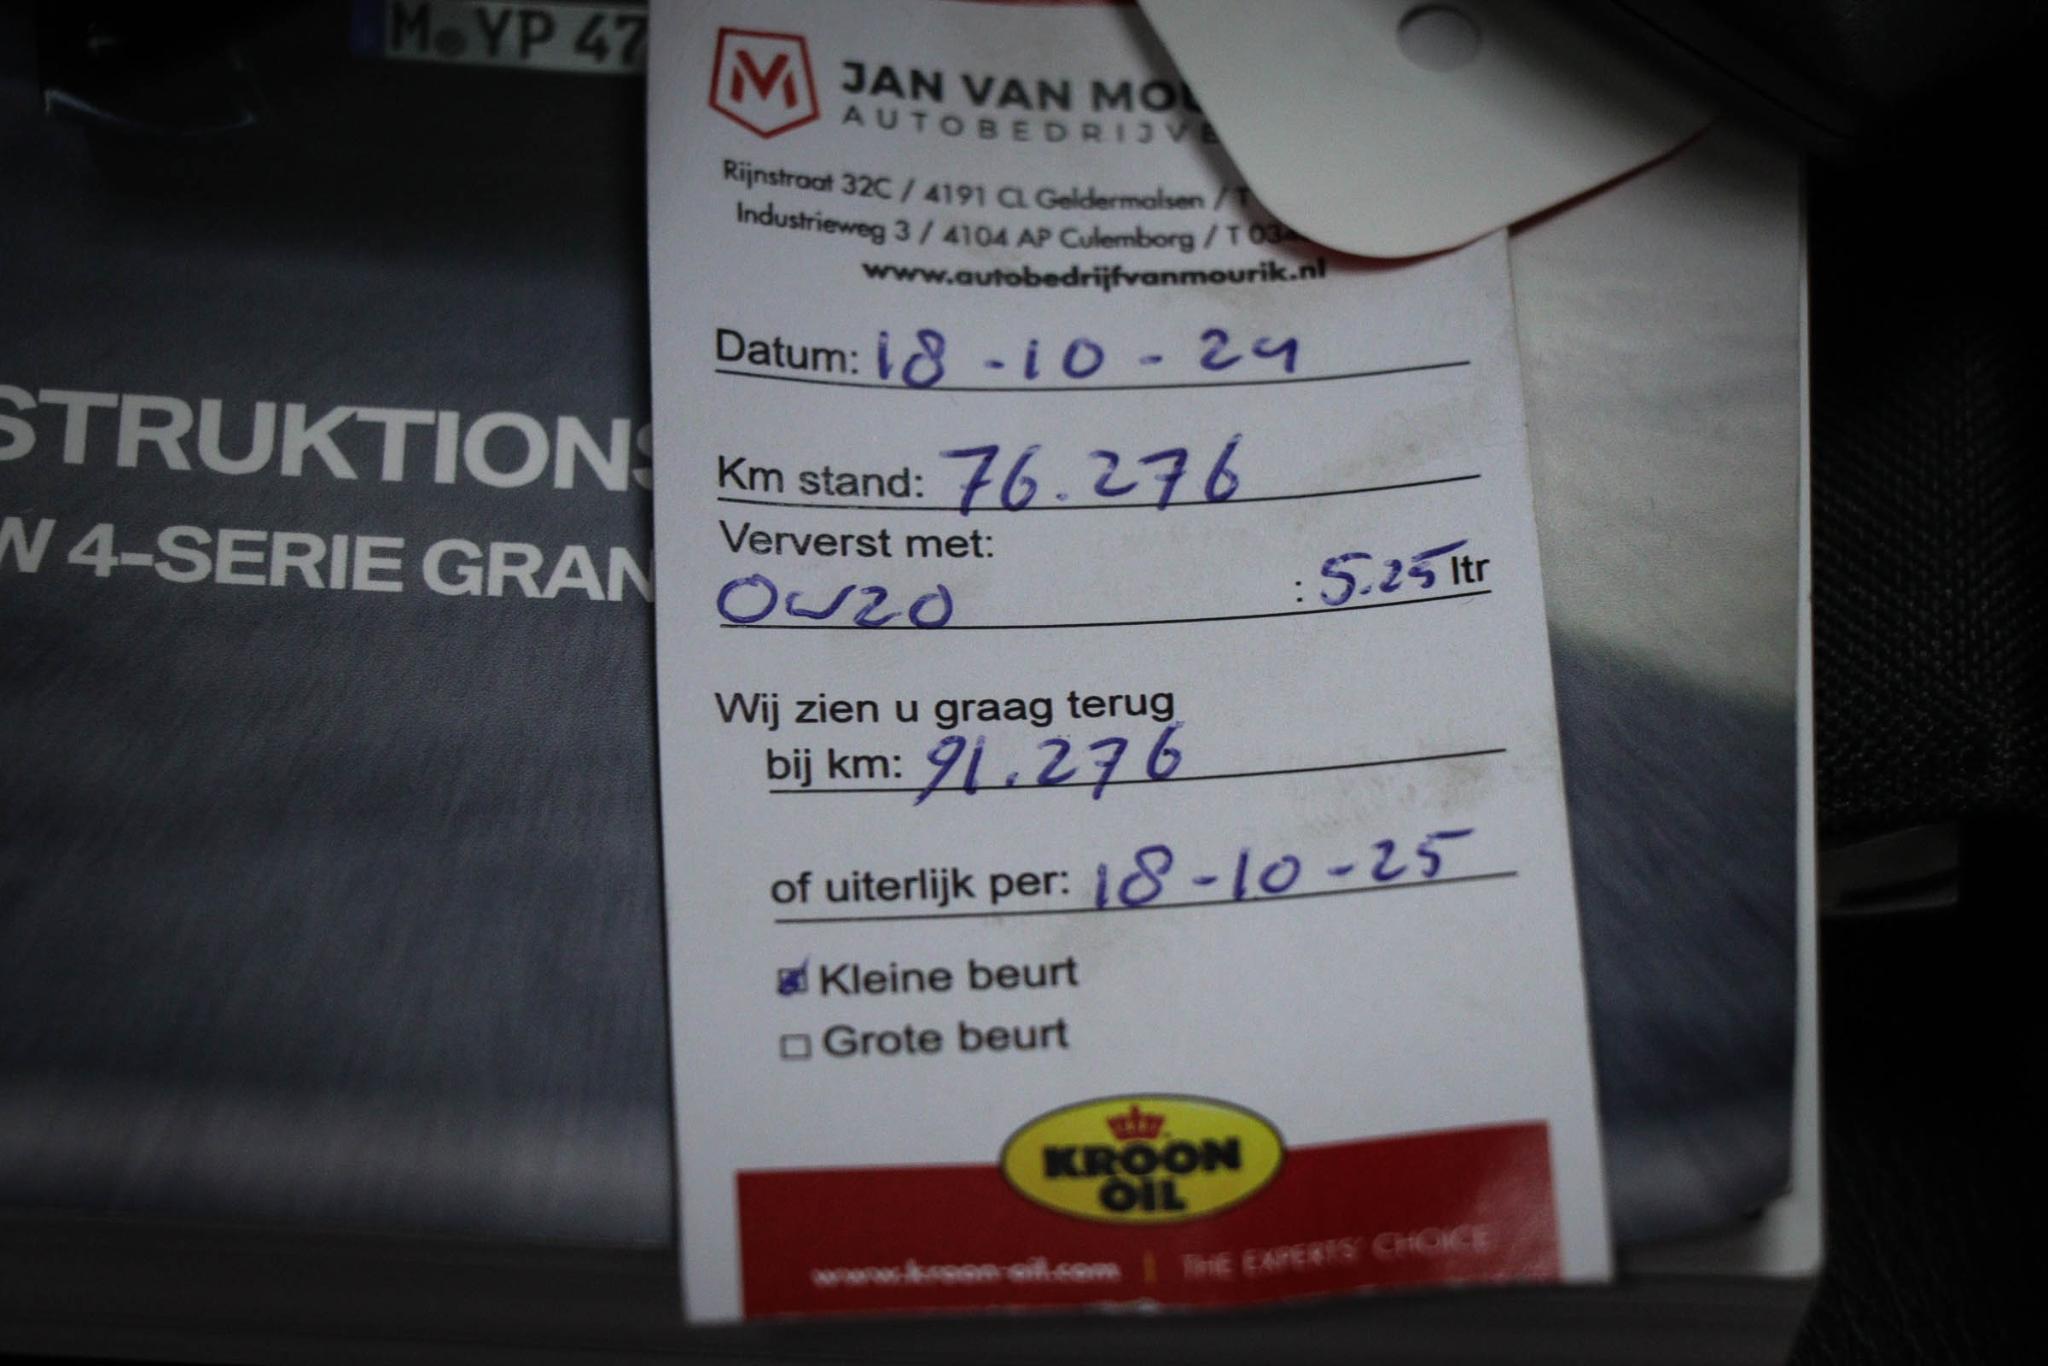 M YP 47
JAN VAN MOU
AUTOBEDRIJVE
Rijnstraat 32C / 4191 CL Geldermalsen / T
Industrieweg 3 / 4104 AP Culemborg / T 034
www.autobedrijfvanmourik.nl
Datum: 18-10-24
Km stand: 76.276
Ververst met:
0W20 : 5.25 ltr
Wij zien u graag terug
bij km: 91.276
of uiterlijk per: 18-10-25
Kleine beurt
Grote beurt
KROON
OIL
www.kroon-oil.com | THE EXPERTS' CHOICE
STRUKTIONS
W 4-SERIE GRAN